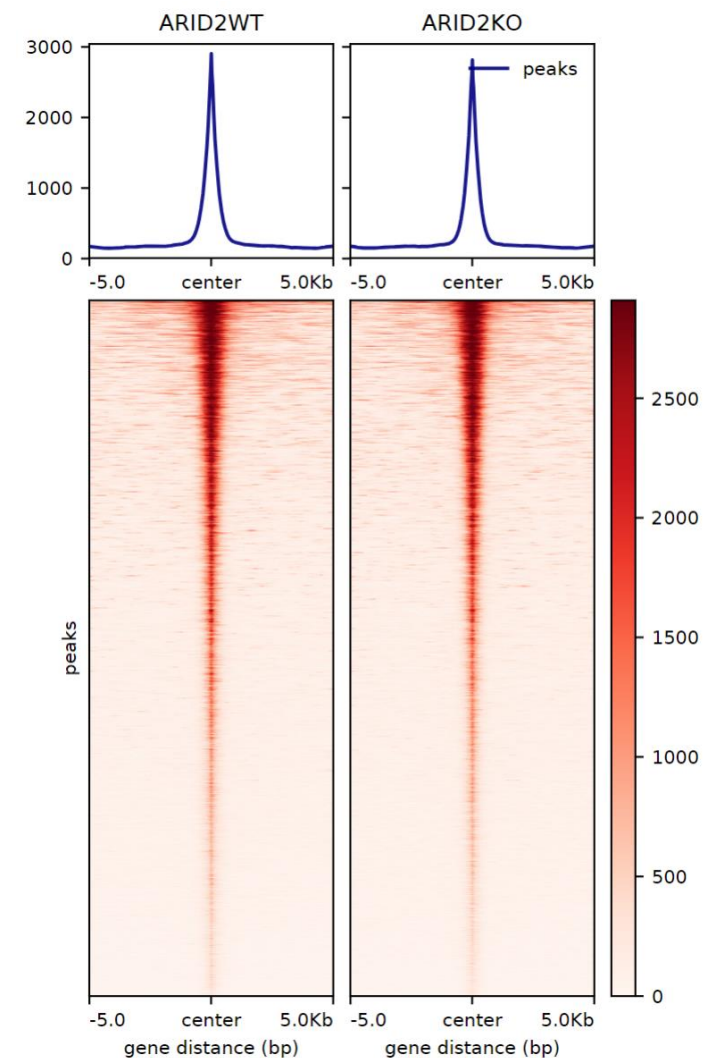 ARID2WT
ARID2KO
3000
2000
1000
0
peaks
-5.0 center 5.0Kb
-5.0 center 5.0Kb
peaks
2500
2000
1500
1000
500
0
-5.0 center 5.0Kb
-5.0 center 5.0Kb
gene distance (bp)
gene distance (bp)